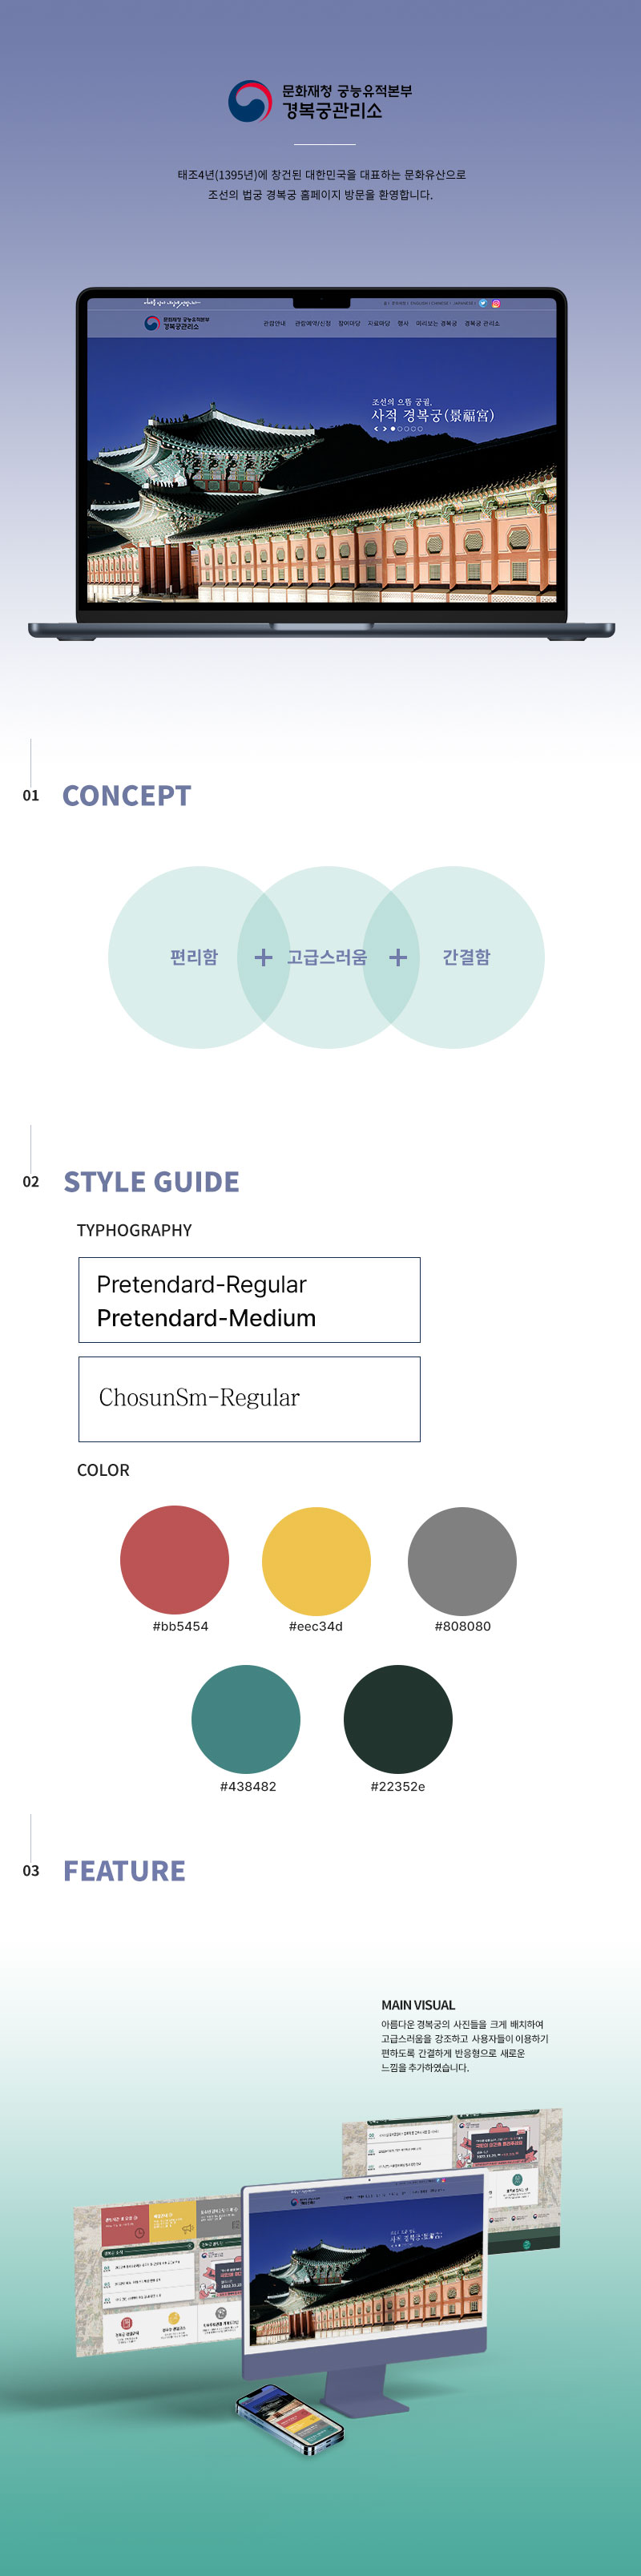 문화재청 궁능유적본부
경복궁관리소
태조4년(1395년)에 창건된 대한민국을 대표하는 문화유산으로
조선의 법궁 경복궁 홈페이지 방문을 환영합니다.
문화재청 궁능유적본부
경복궁관리소
관람안내 관람예약/신청 참여마당 자료마당 행사 미리보는 경복궁 경복궁 관리소
조선의 으뜸 궁궐,
사적 경복궁(景福宮)
01 CONCEPT
편리함 + 고급스러움 + 간결함
02 STYLE GUIDE
TYPHOGRAPHY
Pretendard-Regular
Pretendard-Medium
ChosunSm-Regular
COLOR
#bb5454 #eec34d #808080
#438482 #22352e
03 FEATURE
MAIN VISUAL
아름다운 경복궁의 사진들을 크게 배치하여
고급스러움을 강조하고 사용자들이 이용하기
편하도록 간결하게 반응형으로 새로운
느낌을 추가하였습니다.